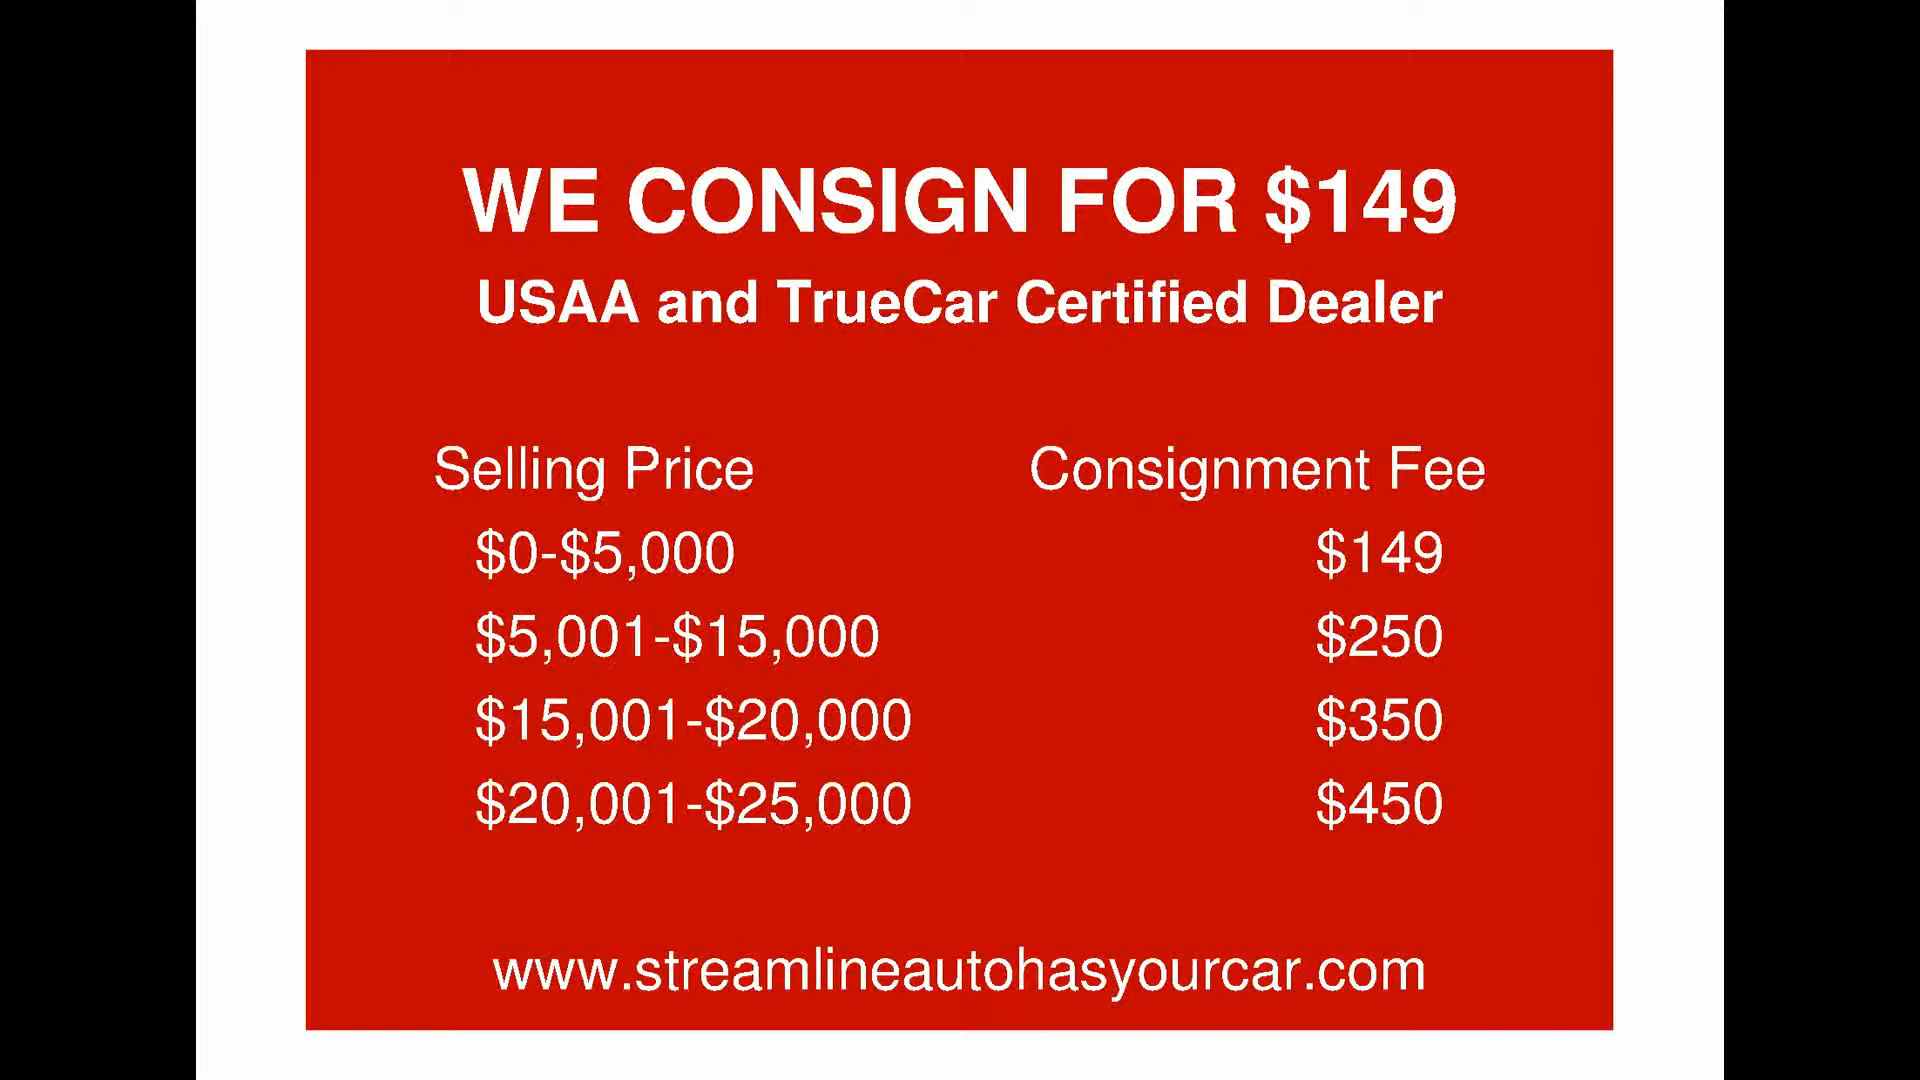 WE CONSIGN FOR $149
USAA and TrueCar Certified Dealer
Selling Price Consignment Fee
$0-$5,000 $149
$5,001-$15,000 $250
$15,001-$20,000 $350
$20,001-$25,000 $450
www.streamlineautohasyourcar.com